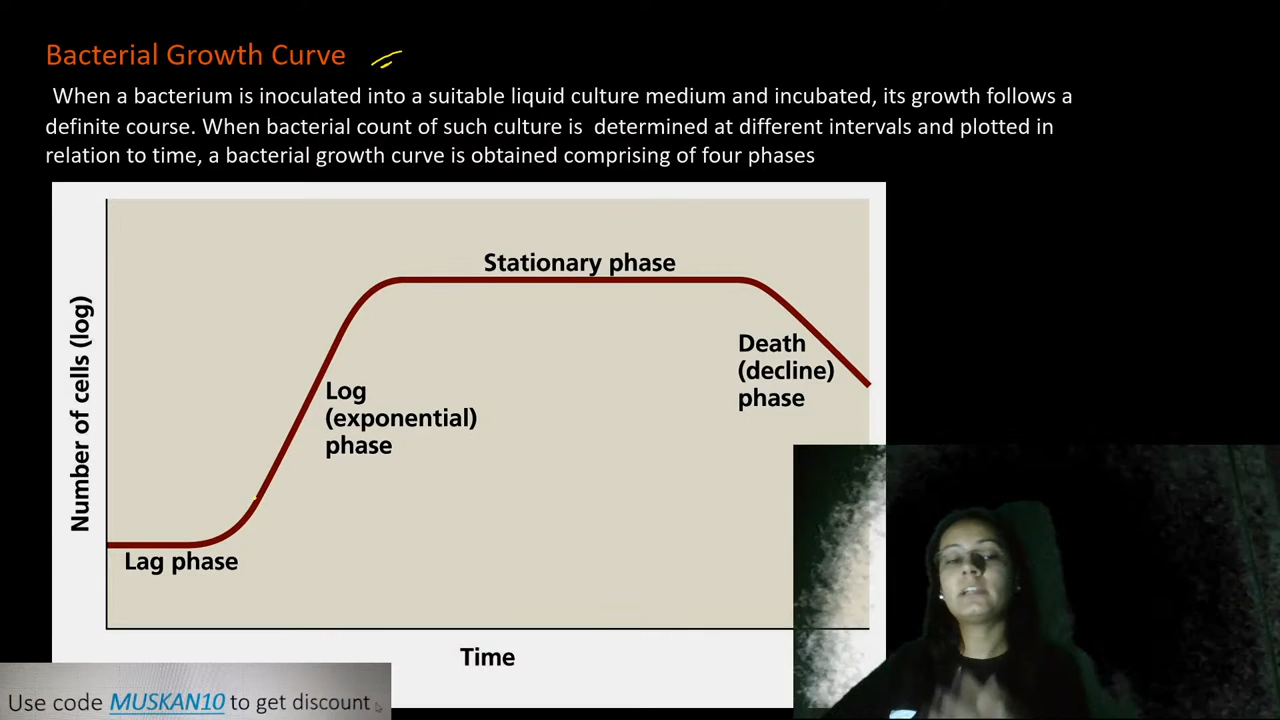 Bacterial Growth Curve
When a bacterium is inoculated into a suitable liquid culture medium and incubated, its growth follows a
definite course. When bacterial count of such culture is determined at different intervals and plotted in
relation to time, a bacterial growth curve is obtained comprising of four phases
Stationary phase
Number of cells (log)
Death
(decline)
phase
Log
(exponential)
phase
Lag phase
Time
Use code MUSKAN10 to get discount